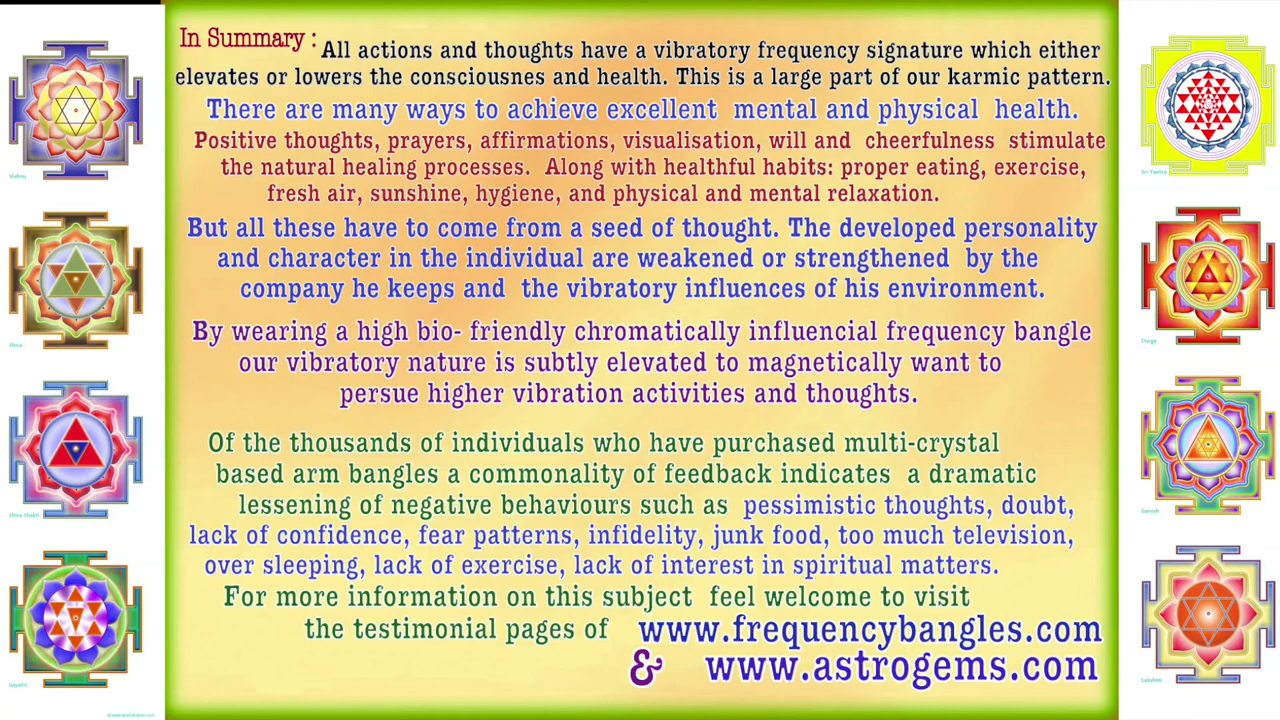 In Summary : All actions and thoughts have a vibratory frequency signature which either
elevates or lowers the consciousnes and health. This is a large part of our karmic pattern.
There are many ways to achieve excellent mental and physical health.
Positive thoughts, prayers, affirmations, visualisation, will and cheerfulness stimulate
the natural healing processes. Along with healthful habits: proper eating, exercise,
fresh air, sunshine, hygiene, and physical and mental relaxation.
But all these have to come from a seed of thought. The developed personality
and character in the individual are weakened or strengthened by the
company he keeps and the vibratory influences of his environment.
By wearing a high bio- friendly chromatically influencial frequency bangle
our vibratory nature is subtly elevated to magnetically want to
persue higher vibration activities and thoughts.
Of the thousands of individuals who have purchased multi-crystal
based arm bangles a commonality of feedback indicates a dramatic
lessening of negative behaviours such as pessimistic thoughts, doubt,
lack of confidence, fear patterns, infidelity, junk food, too much television,
over sleeping, lack of exercise, lack of interest in spiritual matters.
For more information on this subject feel welcome to visit
the testimonial pages of www.frequencybangles.com
& www.astrogems.com
Vishnu
Shiva
Shiva Shakti
Gayatri
Sri Yantra
Durga
Ganesh
Lakshmi